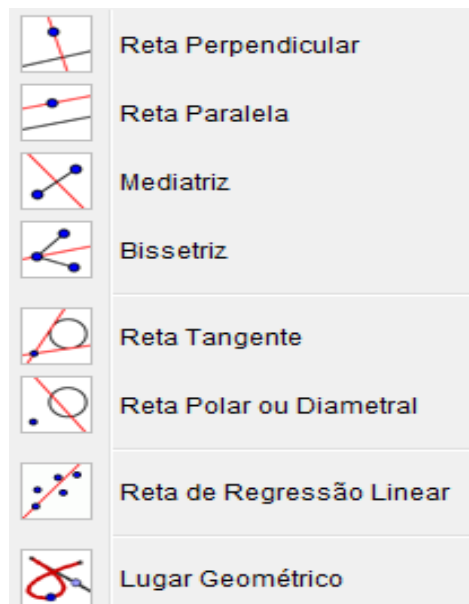 Reta Perpendicular
Reta Paralela
Mediatriz
Bissetriz
Reta Tangente
Reta Polar ou Diametral
Reta de Regressão Linear
Lugar Geométrico